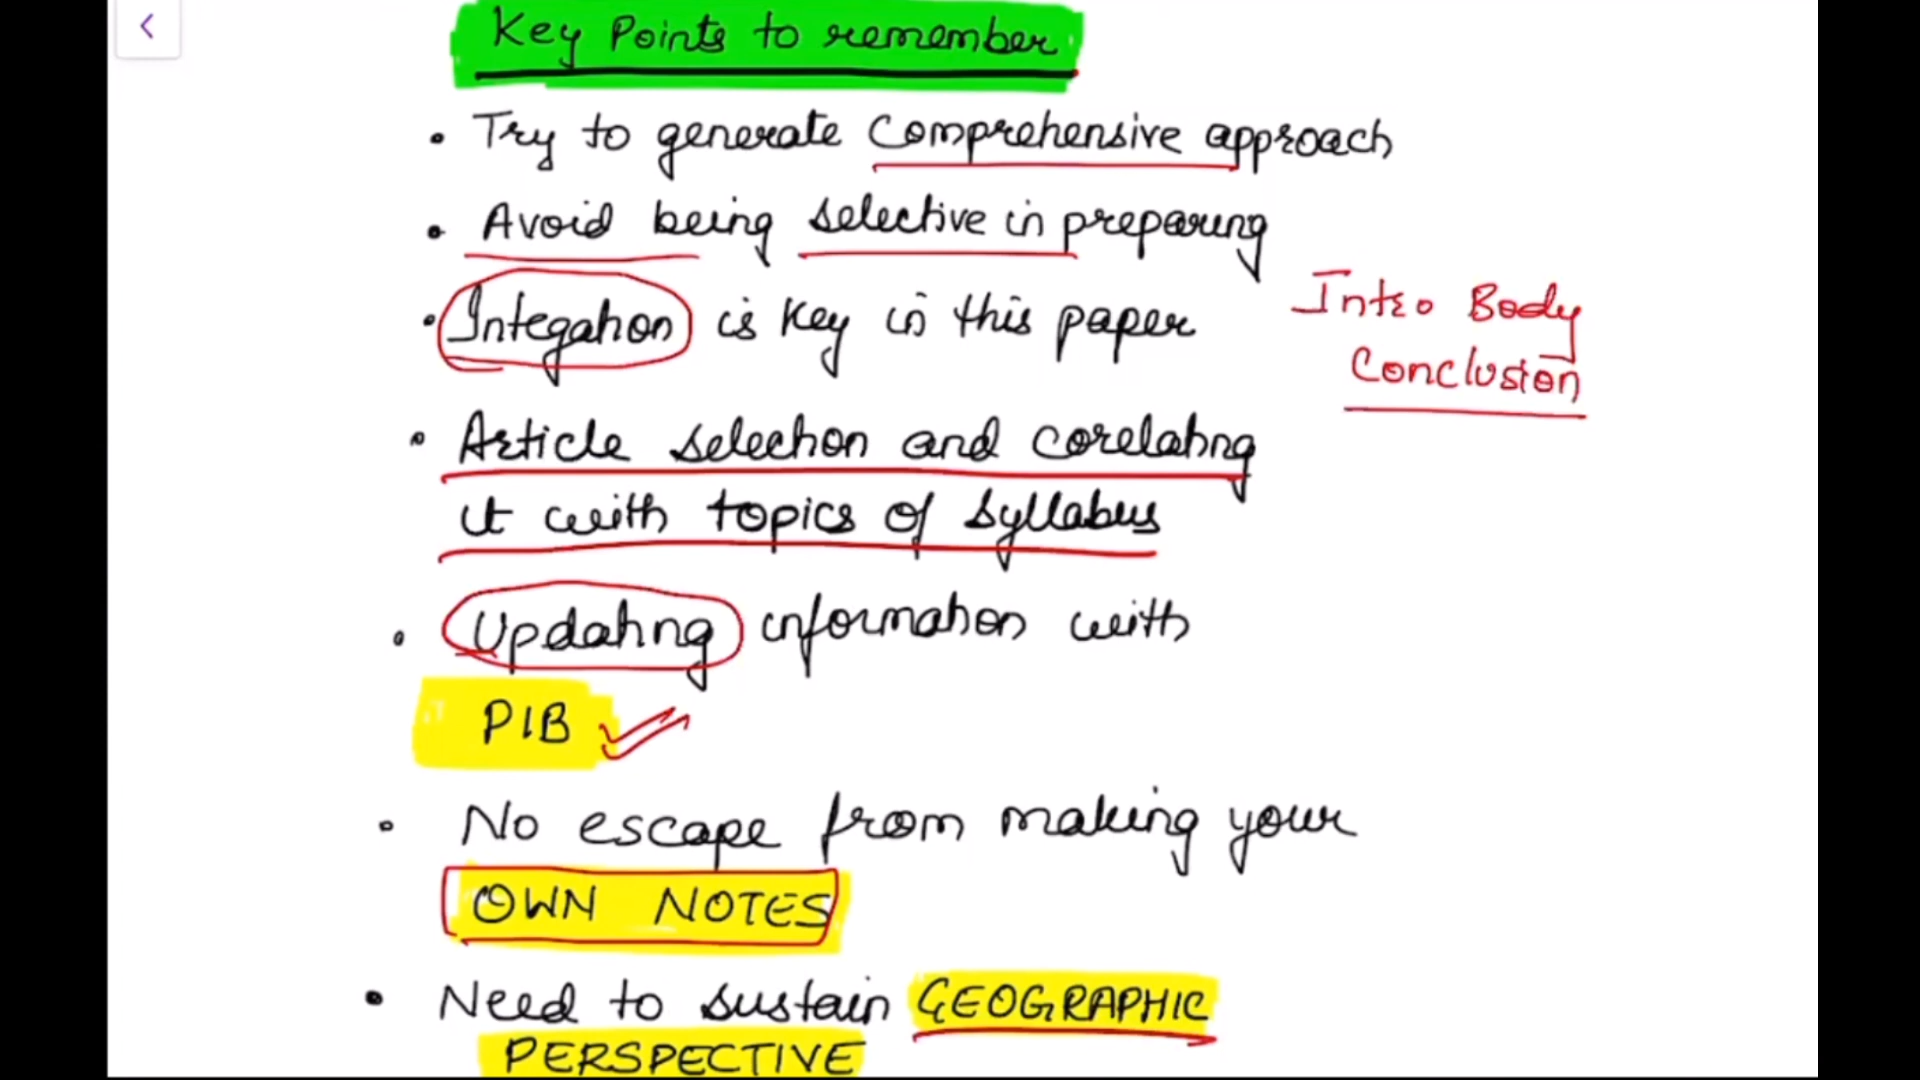 Key Points to remember
• Try to generate comprehensive approach
• Avoid being selective in preparing
• Integation is key in this paper
Intro Body
Conclusion
• Article selection and corelating
it with topics of syllabus
• Updating information with
PIB
• No escape from making your
OWN NOTES
• Need to sustain GEOGRAPHIC
PERSPECTIVE